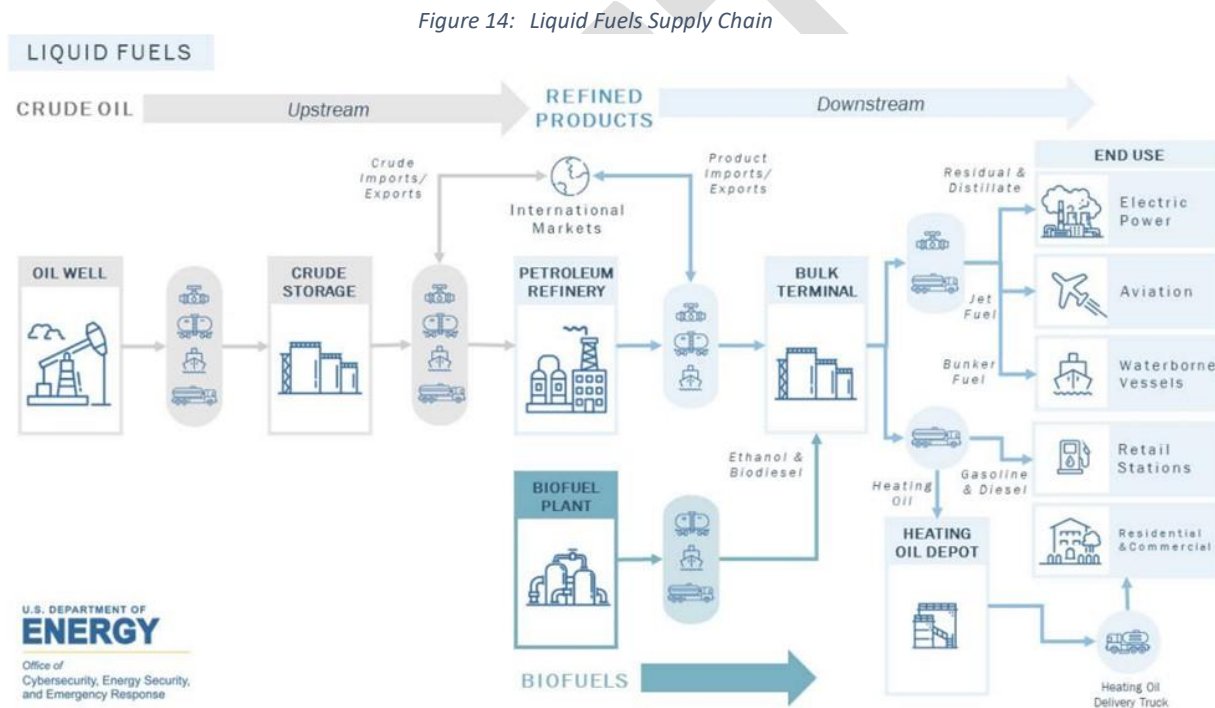 Figure 14: Liquid Fuels Supply Chain
LIQUID FUELS
CRUDE OIL
Upstream
REFINED
PRODUCTS
Downstream
Crude
Imports/
Exports
International
Markets
Product
Imports/
Exports
Residual &
Distillate
END USE
Electric
Power
OIL WELL
CRUDE
STORAGE
PETROLEUM
REFINERY
BULK
TERMINAL
Jet
Fuel
Aviation
Bunker
Fuel
Waterborne
Vessels
Ethanol &
Biodiesel
Heating
Oil
Gasoline
& Diesel
Retail
Stations
BIOFUEL
PLANT
HEATING
OIL DEPOT
Residential
&Commercial
U.S. DEPARTMENT OF
ENERGY
Office of
Cybersecurity, Energy Security,
and Emergency Response
BIOFUELS
Heating Oil
Delivery Truck